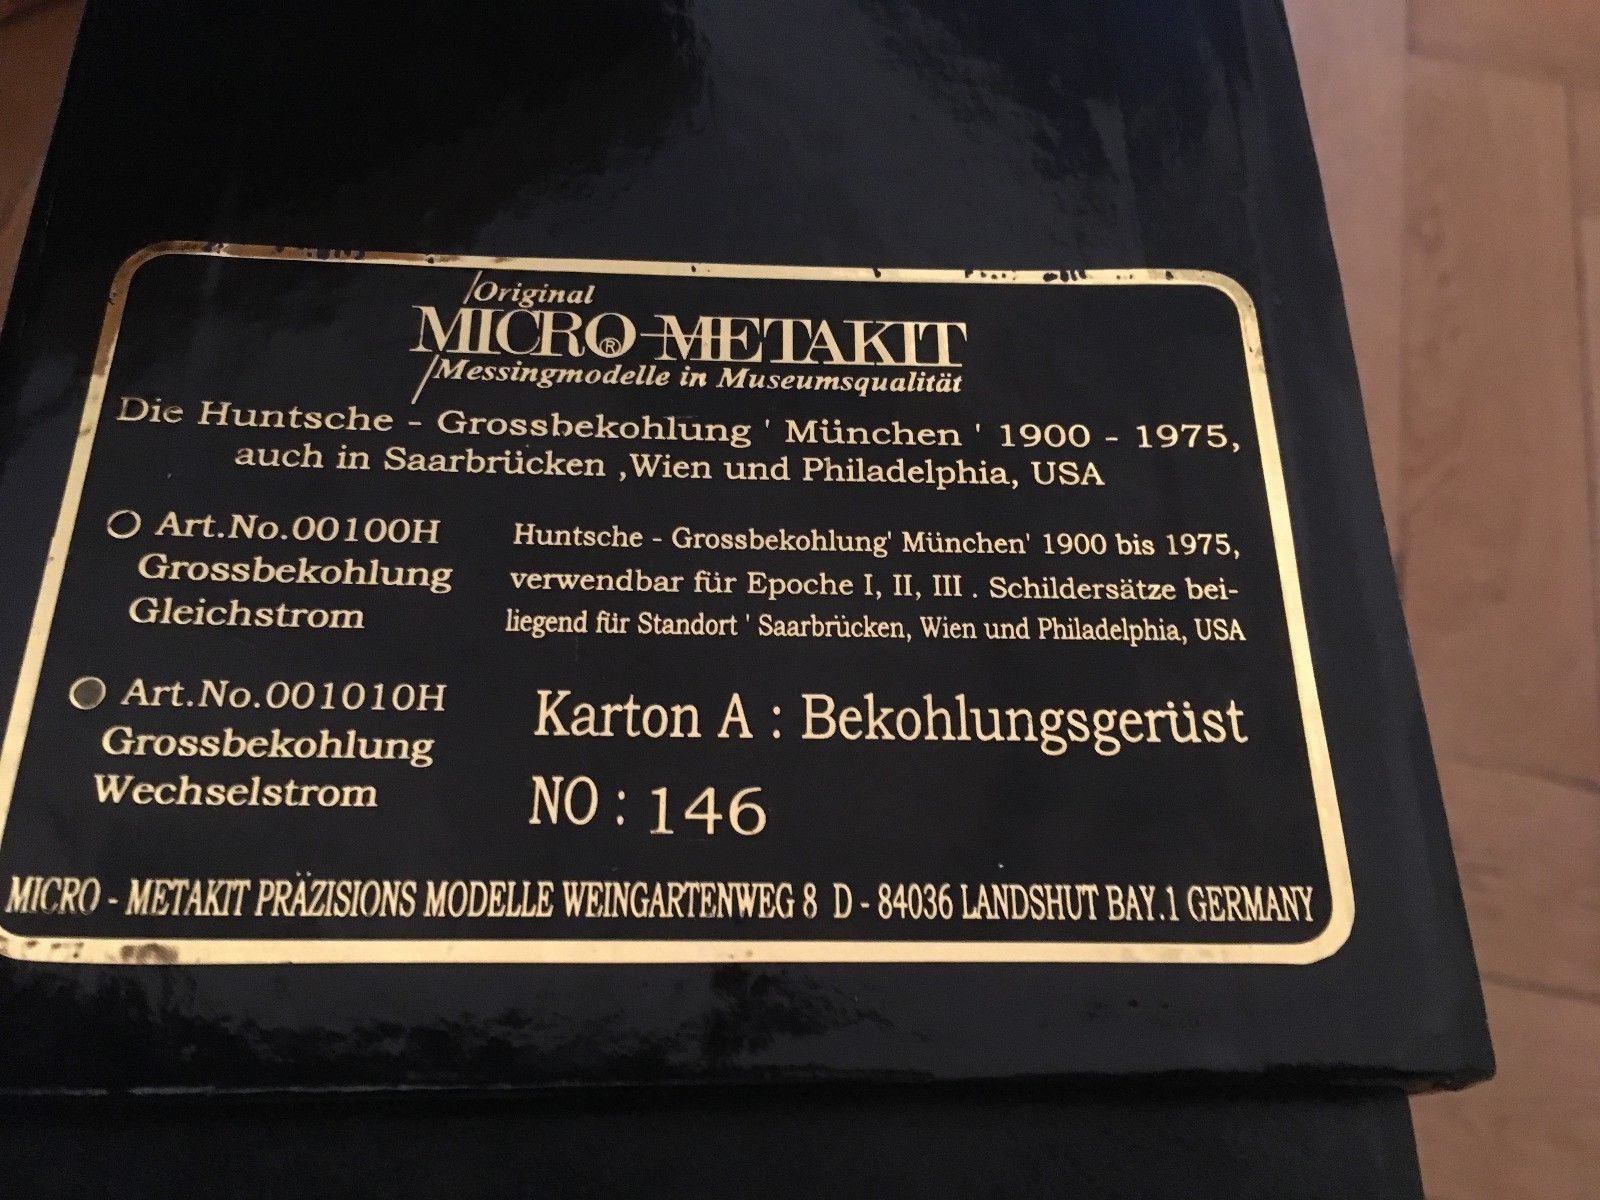 Original
MICRO-METAKIT
®
Messingmodelle in Museumsqualität
Die Huntsche - Grossbekohlung ' München ' 1900 - 1975,
auch in Saarbrücken ,Wien und Philadelphia, USA
Art.No.00100H
Grossbekohlung
Gleichstrom
Huntsche - Grossbekohlung' München' 1900 bis 1975,
verwendbar für Epoche I, II, III . Schildersätze bei-
liegend für Standort ' Saarbrücken, Wien und Philadelphia, USA
Art.No.001010H
Grossbekohlung
Wechselstrom
Karton A : Bekohlungsgerüst
NO : 146
MICRO - METAKIT PRÄZISIONS MODELLE WEINGARTENWEG 8 D - 84036 LANDSHUT BAY.1 GERMANY